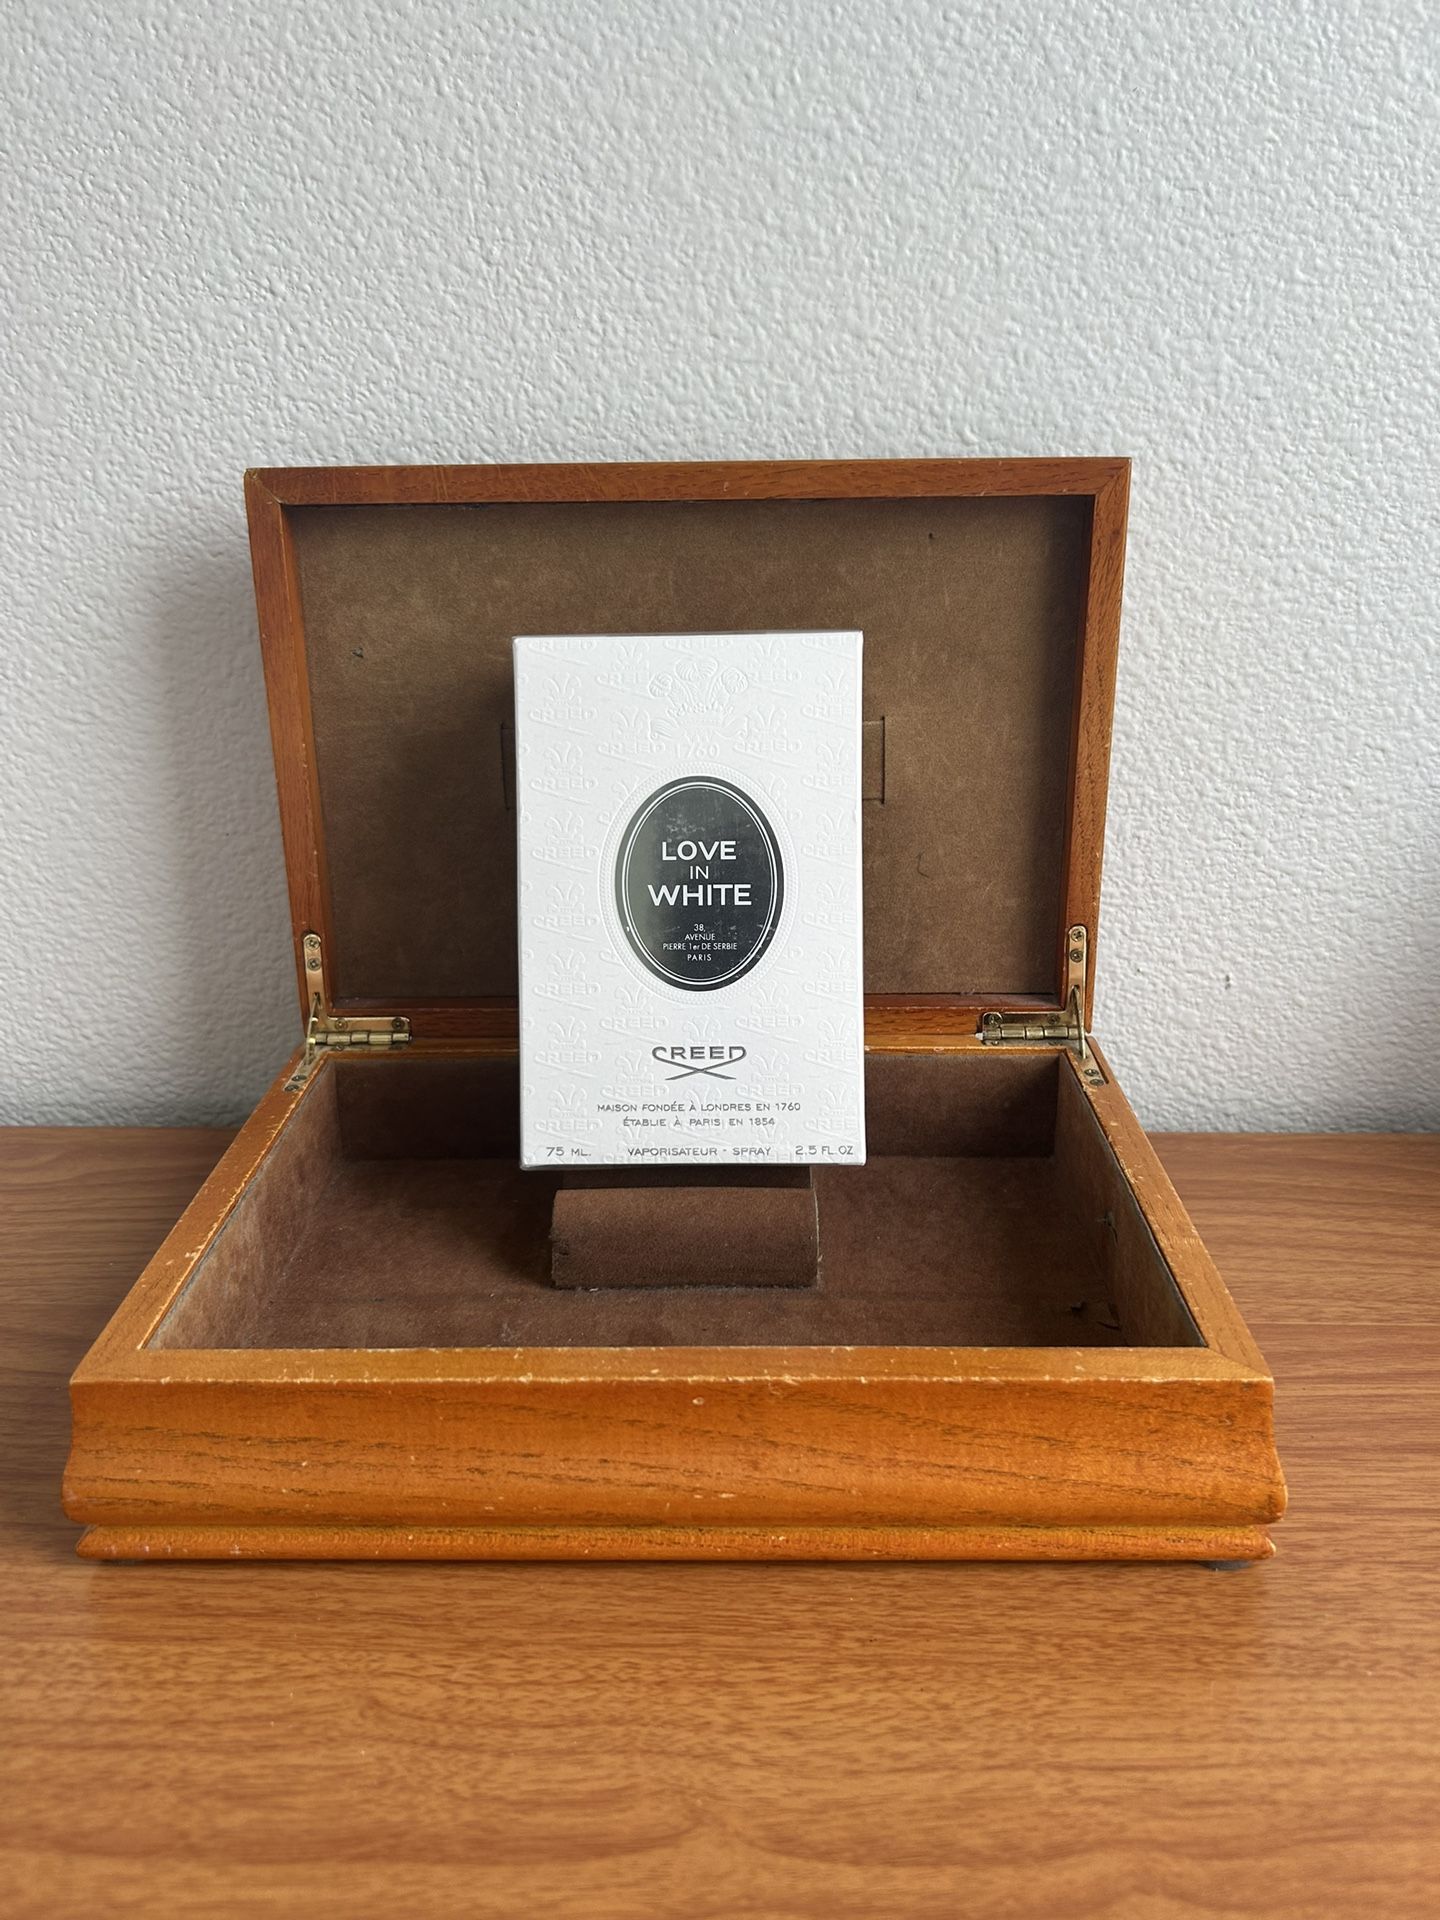 1760
LOVE
IN
WHITE
38,
AVENUE
PIERRE 1er DE SERBIE
PARIS
CREED
MAISON FONDÉE À LONDRES EN 1760
ÉTABLIE À PARIS EN 1854
75 ML. VAPORISATEUR - SPRAY 2.5 FL.OZ